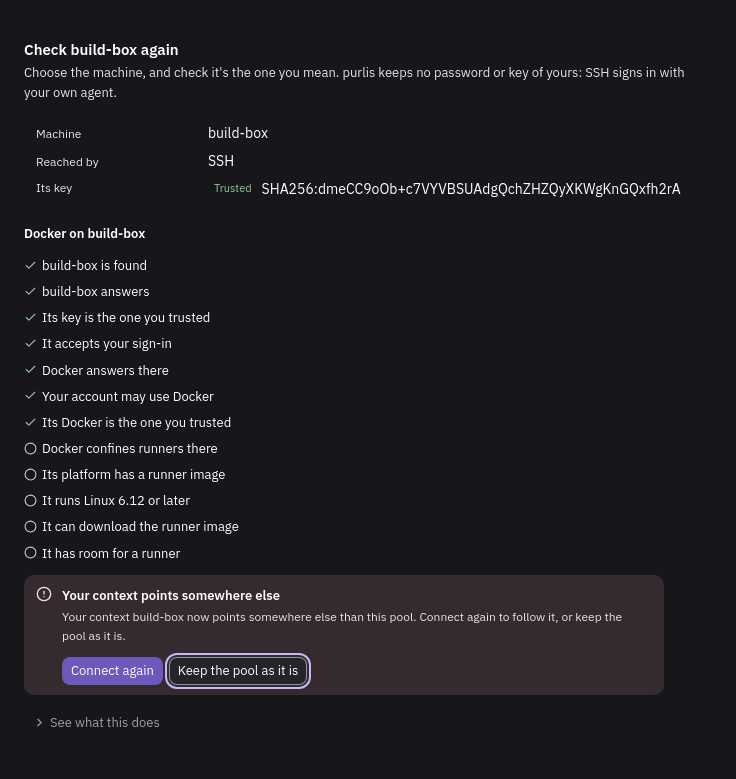 Check build-box again
Choose the machine, and check it's the one you mean. purlis keeps no password or key of yours: SSH signs in with
your own agent.
Machine build-box
Reached by SSH
Its key Trusted SHA256:dmeCC9oOb+c7VYVBSUAdgQchZHZQyXKWgKnGQxfh2rA
Docker on build-box
build-box is found
build-box answers
Its key is the one you trusted
It accepts your sign-in
Docker answers there
Your account may use Docker
Its Docker is the one you trusted
Docker confines runners there
Its platform has a runner image
It runs Linux 6.12 or later
It can download the runner image
It has room for a runner
Your context points somewhere else
Your context build-box now points somewhere else than this pool. Connect again to follow it, or keep the
pool as it is.
Connect again Keep the pool as it is
See what this does